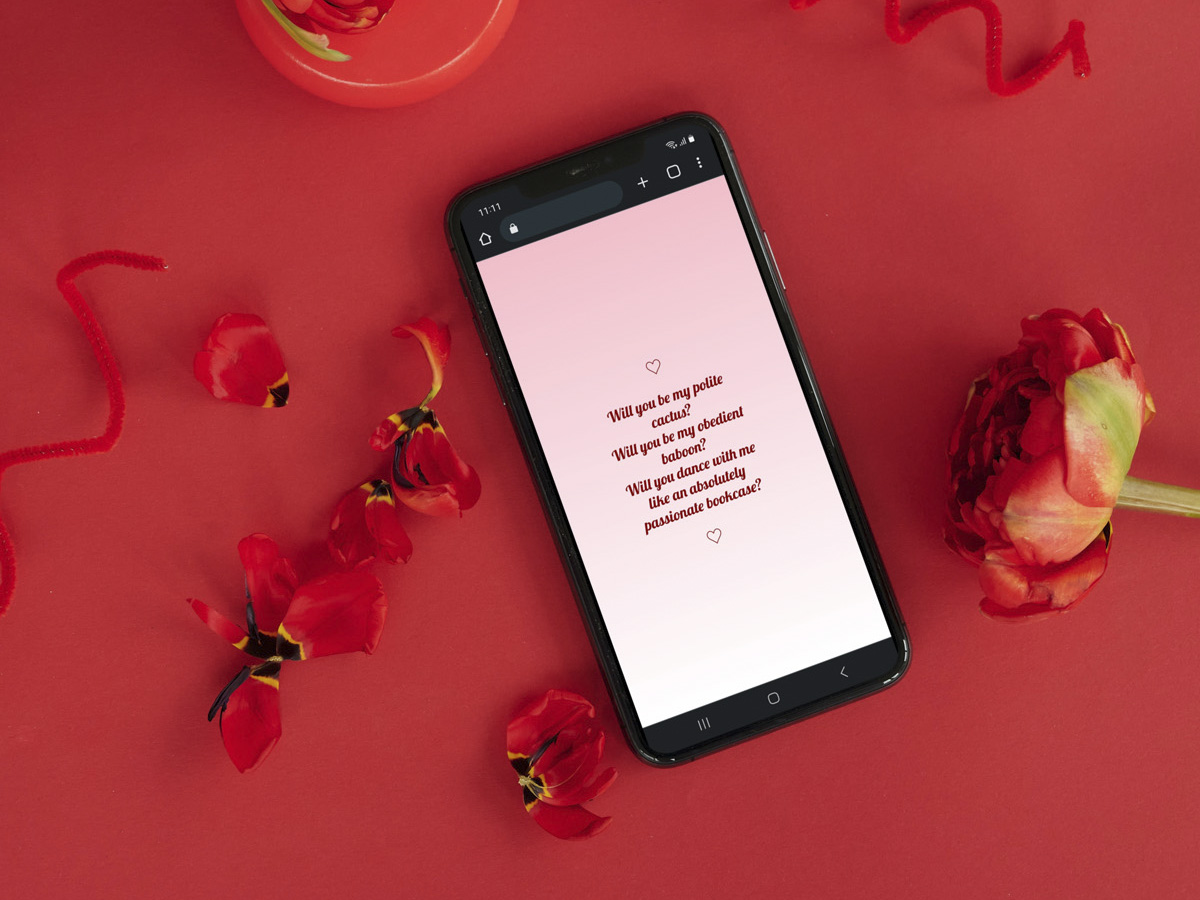 11:11
Will you be my polite
cactus?
Will you be my obedient
baboon?
Will you dance with me
like an absolutely
passionate bookcase?